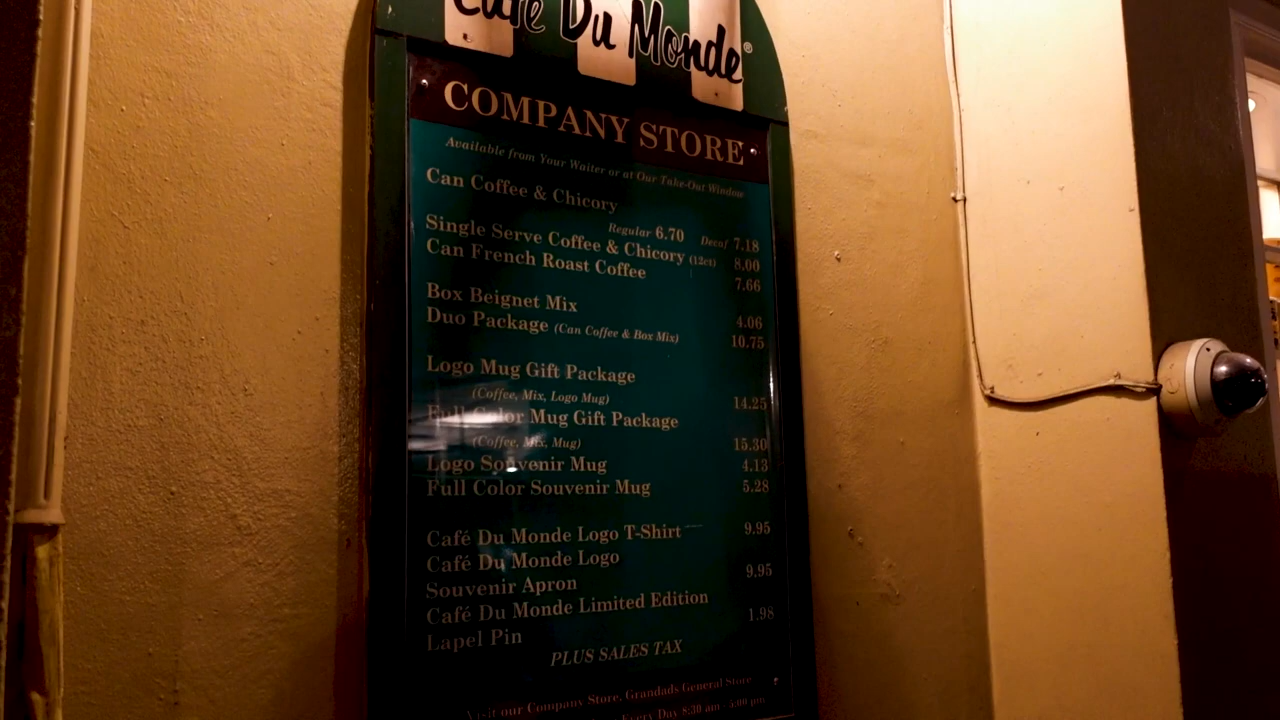 Café Du Monde®
COMPANY STORE
Available from Your Waiter or at Our Take-Out Window
Can Coffee & Chicory
Regular 6.70 Decaf 7.18
Single Serve Coffee & Chicory (12ct) 8.00
Can French Roast Coffee 7.66
Box Beignet Mix 4.06
Duo Package (Can Coffee & Box Mix) 10.75
Logo Mug Gift Package
(Coffee, Mix, Logo Mug) 14.25
Full Color Mug Gift Package
(Coffee, Mix, Mug) 15.30
Logo Souvenir Mug 4.13
Full Color Souvenir Mug 5.28
Café Du Monde Logo T-Shirt 9.95
Café Du Monde Logo
Souvenir Apron 9.95
Café Du Monde Limited Edition
Lapel Pin 1.98
PLUS SALES TAX
Visit our Company Store, Grandads General Store
Every Day 8:30 am - 5:00 pm